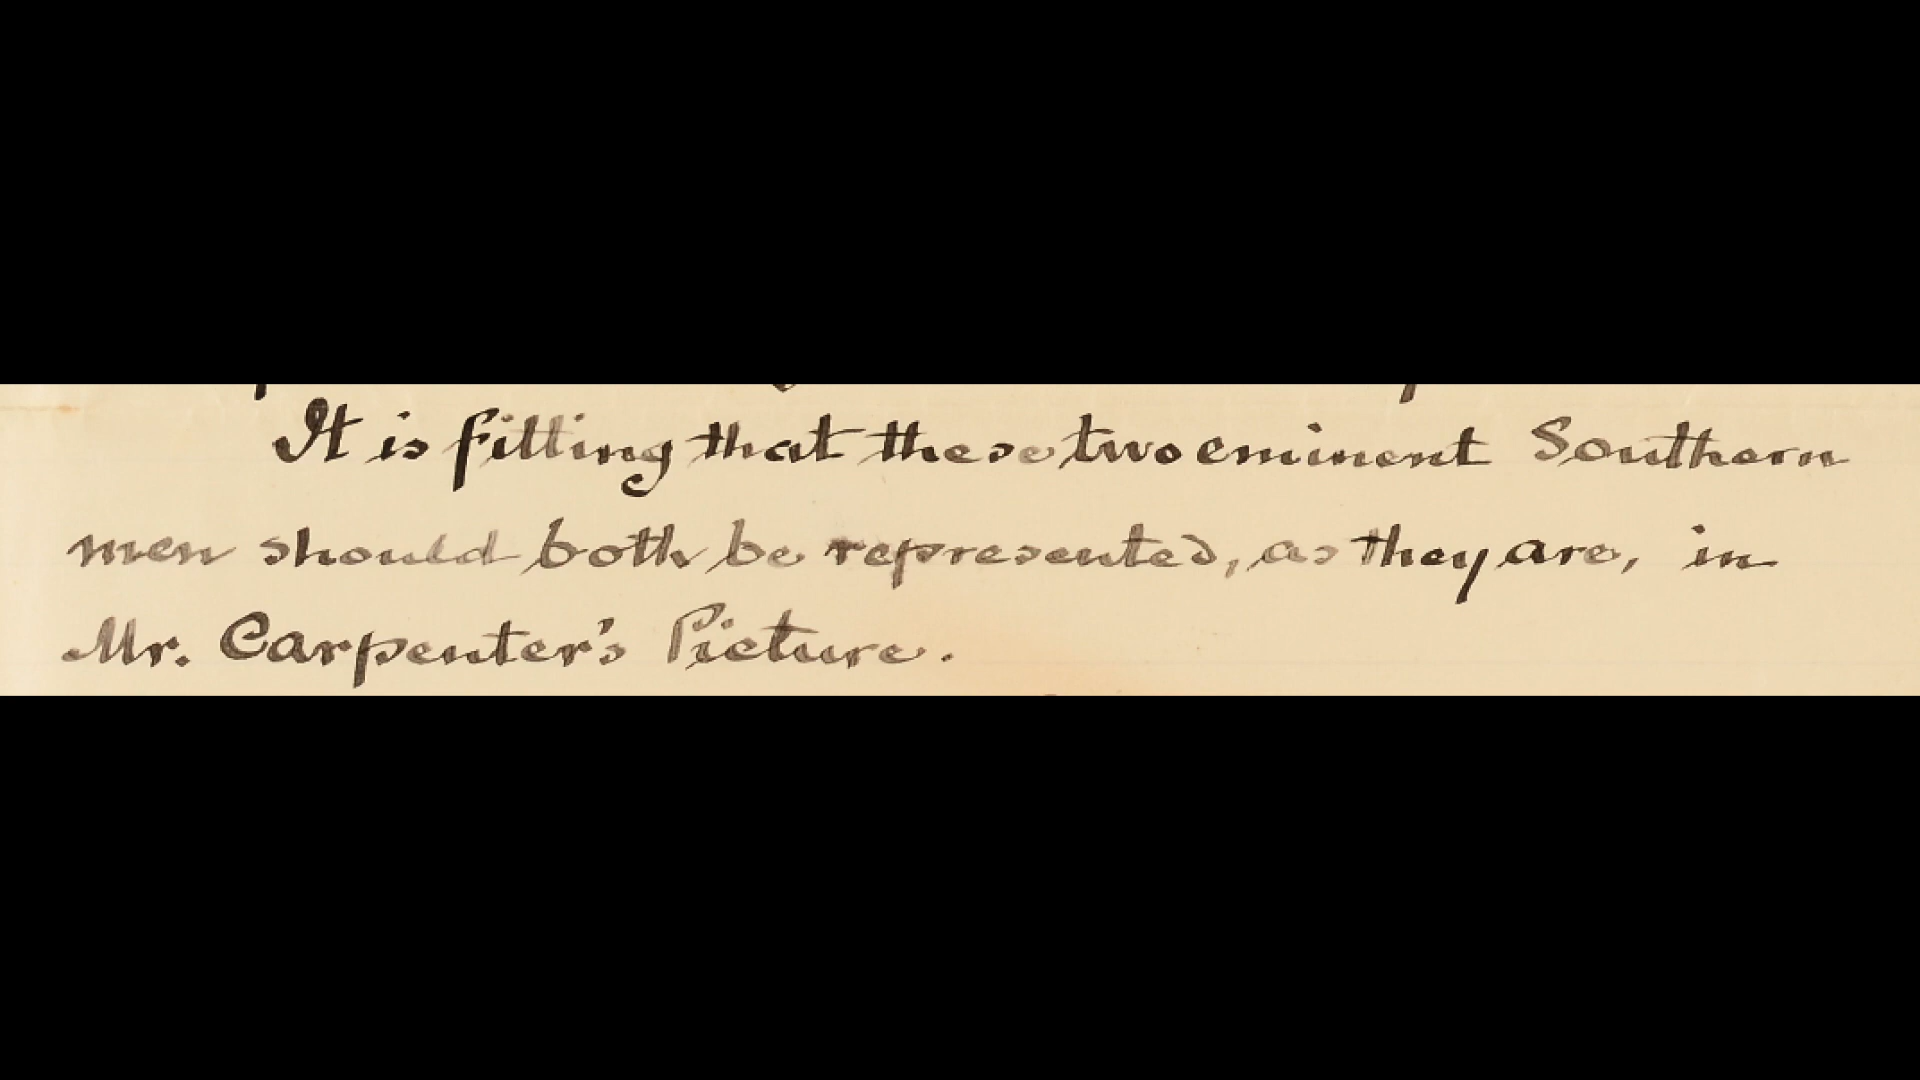 It is fitting that these two eminent Southern
men should both be represented, as they are, in
Mr. Carpenter's Picture.